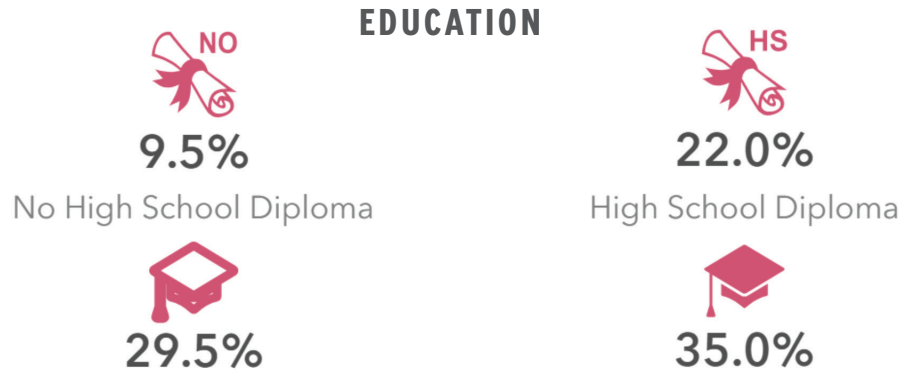 EDUCATION
NO
HS
9.5%
22.0%
No High School Diploma
High School Diploma
29.5%
35.0%